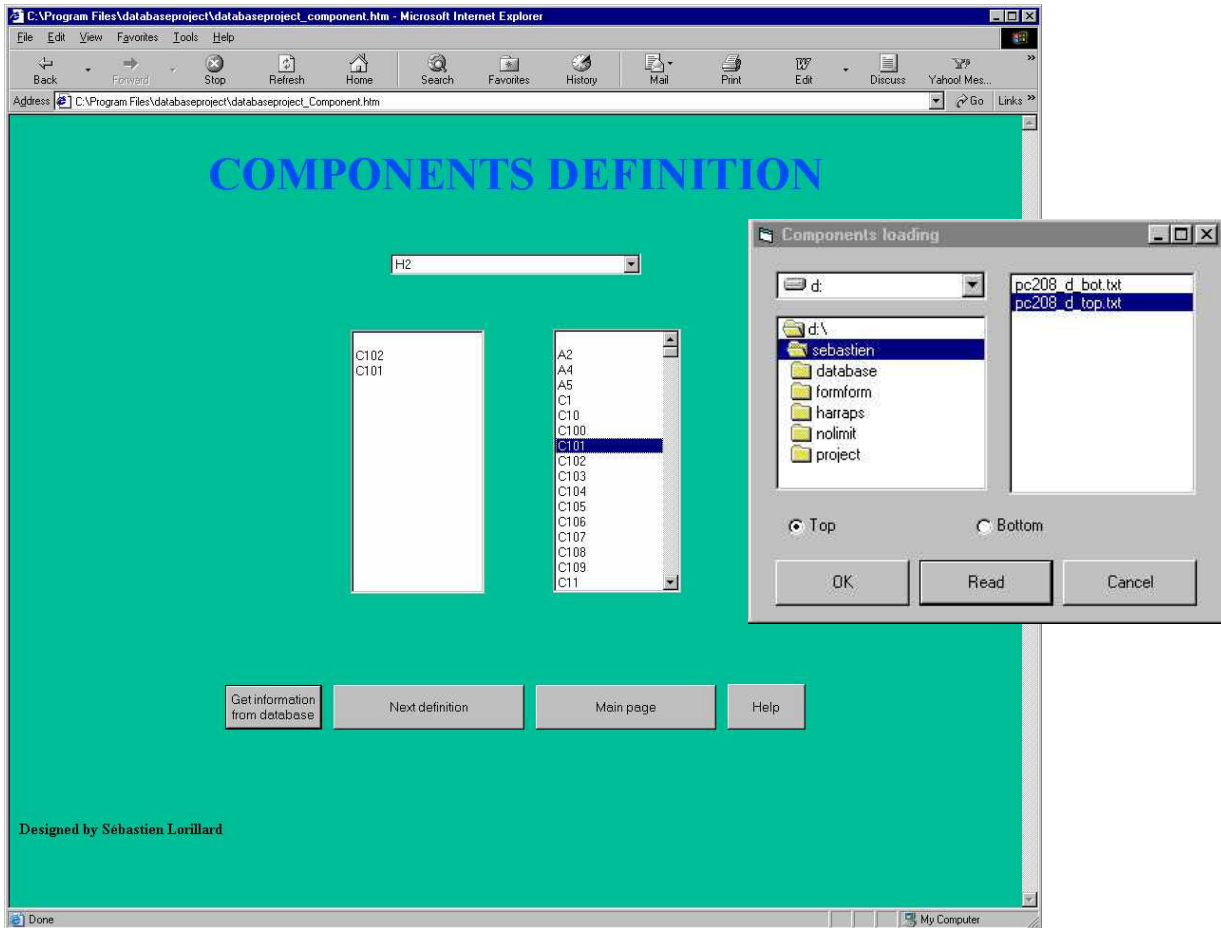 C:\Program Files\databaseproject\databaseproject_component.htm - Microsoft Internet Explorer
File Edit View Favorites Tools Help
Back Forward Stop Refresh Home Search Favorites History Mail Print Edit Discuss Yahoo! Mes... »
Address C:\Program Files\databaseproject\databaseproject_Component.htm Go Links »
COMPONENTS DEFINITION
H2
C102
C101
A2
A4
A5
C1
C10
C100
C101
C102
C103
C104
C105
C106
C107
C108
C109
C11
Components loading
d:
d:\
sebastien
database
formform
harraps
nolimit
project
pc208_d_bot.txt
pc208_d_top.txt
Top Bottom
OK Read Cancel
Get information
from database
Next definition
Main page
Help
Designed by Sébastien Lorillard
Done My Computer